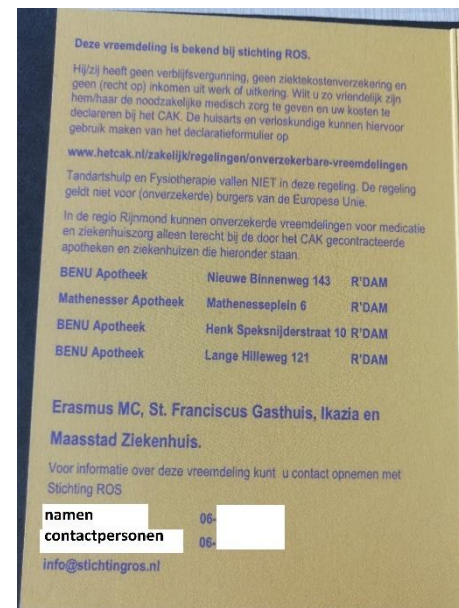 Deze vreemdeling is bekend bij stichting ROS.
Hij/zij heeft geen verblijfsvergunning, geen ziektekostenverzekering en
geen (recht op) inkomen uit werk of uitkering. Wilt u zo vriendelijk zijn
hem/haar de noodzakelijke medisch zorg te geven en uw kosten te
declareren bij het CAK. De huisarts en verloskundige kunnen hiervoor
gebruik maken van het declaratieformulier op
www.hetcak.nl/zakelijk/regelingen/onverzekerbare-vreemdelingen
Tandartshulp en Fysiotherapie vallen NIET in deze regeling. De regeling
geldt niet voor (onverzekerde) burgers van de Europese Unie.
In de regio Rijnmond kunnen onverzekerde vreemdelingen voor medicatie
en ziekenhuiszorg alleen terecht bij de door het CAK gecontracteerde
apotheken en ziekenhuizen die hieronder staan.
BENU Apotheek Nieuwe Binnenweg 143 R'DAM
Mathenesser Apotheek Mathenesseplein 6 R'DAM
BENU Apotheek Henk Speksnijderstraat 10 R'DAM
BENU Apotheek Lange Hilleweg 121 R'DAM
Erasmus MC, St. Franciscus Gasthuis, Ikazia en
Maasstad Ziekenhuis.
Voor informatie over deze vreemdeling kunt u contact opnemen met
Stichting ROS
namen 06-
contactpersonen 06-
info@stichtingros.nl